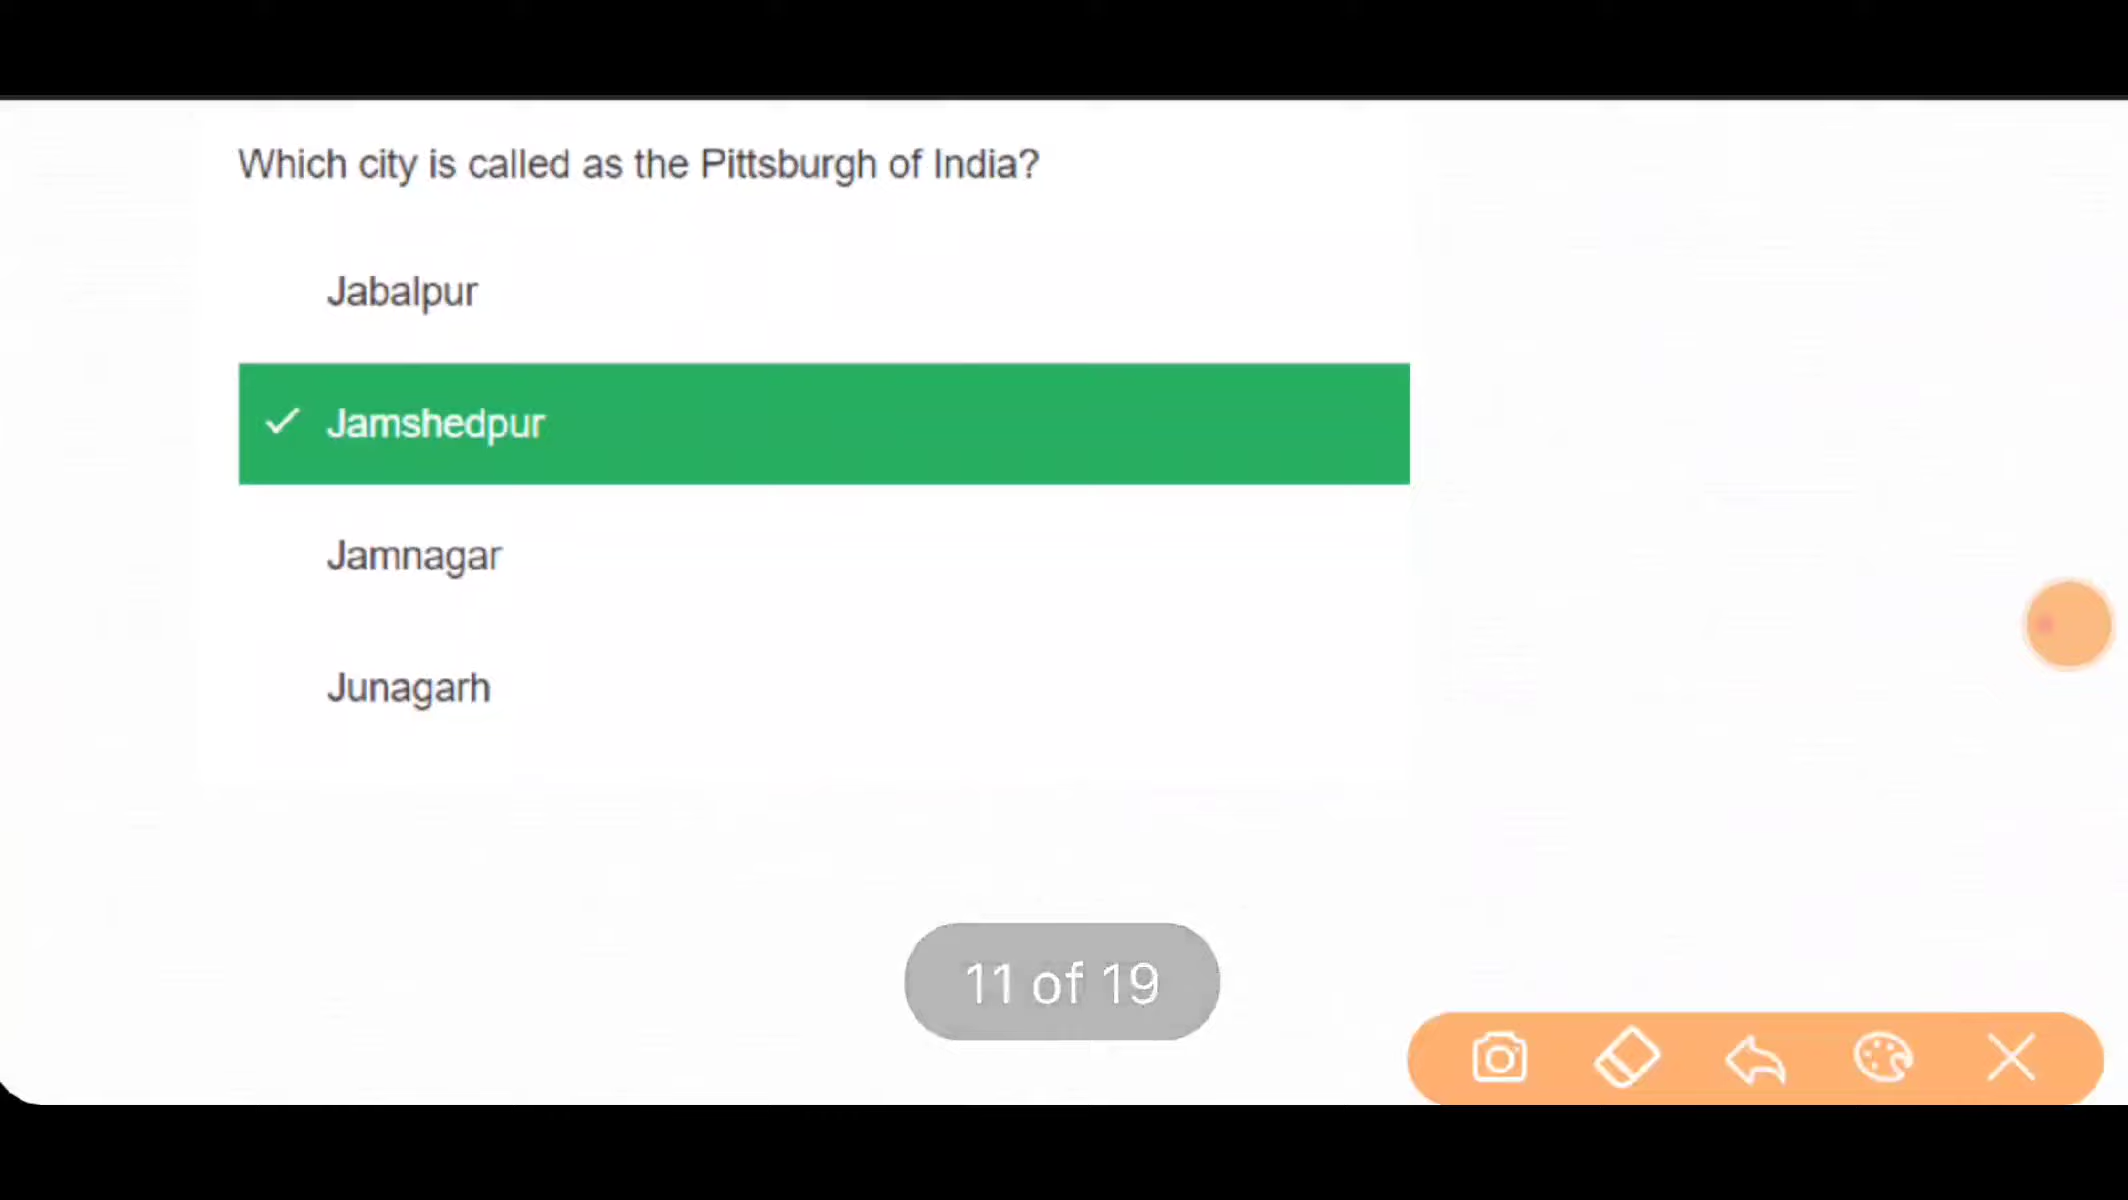 Which city is called as the Pittsburgh of India?
Jabalpur
Jamshedpur
Jamnagar
Junagarh
11 of 19